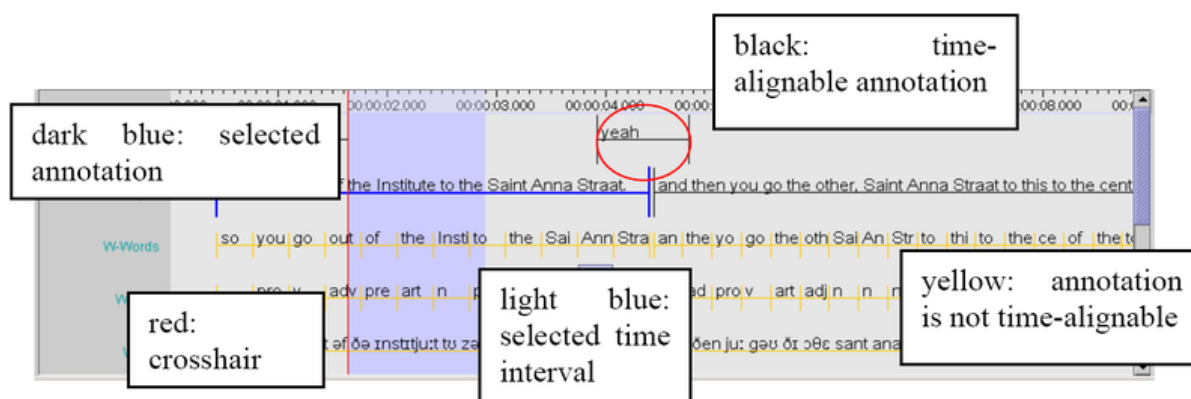 black: time-
alignable annotation
00:00:02.000 00:00:03.000 00:00:04.000 00:00:08.000
dark blue: selected
annotation
yeah
f the Institute to the Saint Anna Straat. and then you go the other, Saint Anna Straat to this to the cent
W-Words so you go out of the Insti to the Sai Ann Stra an the yo go the oth Sai An Str to thi to the ce of the to
adv pre art n pro v art adj n n
light blue:
selected time
interval
yellow: annotation
is not time-alignable
red:
crosshair
əf ðə ɪnstɪtjuːt tʊ zə ðen juː gəʊ ðɪ ɔθɛ sant ana